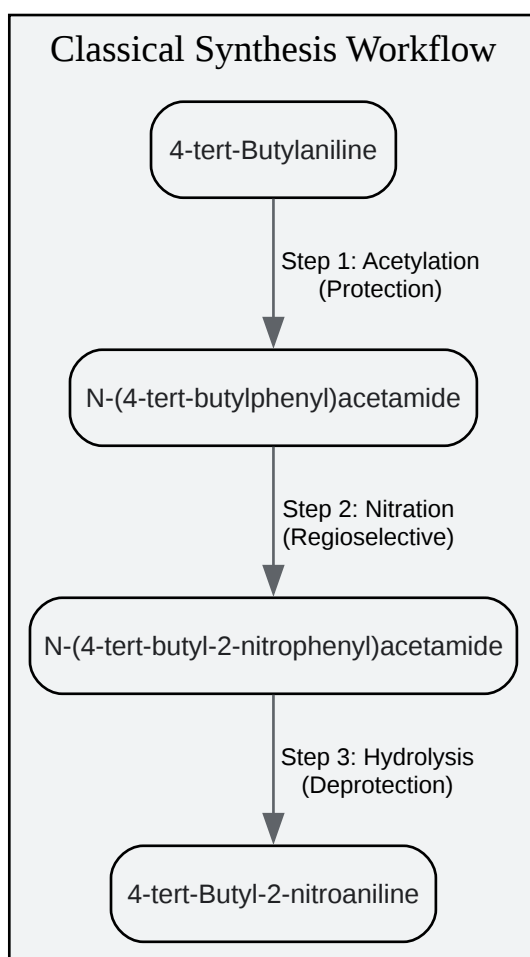 Classical Synthesis Workflow
4-tert-Butylaniline
Step 1: Acetylation
(Protection)
N-(4-tert-butylphenyl)acetamide
Step 2: Nitration
(Regioselective)
N-(4-tert-butyl-2-nitrophenyl)acetamide
Step 3: Hydrolysis
(Deprotection)
4-tert-Butyl-2-nitroaniline